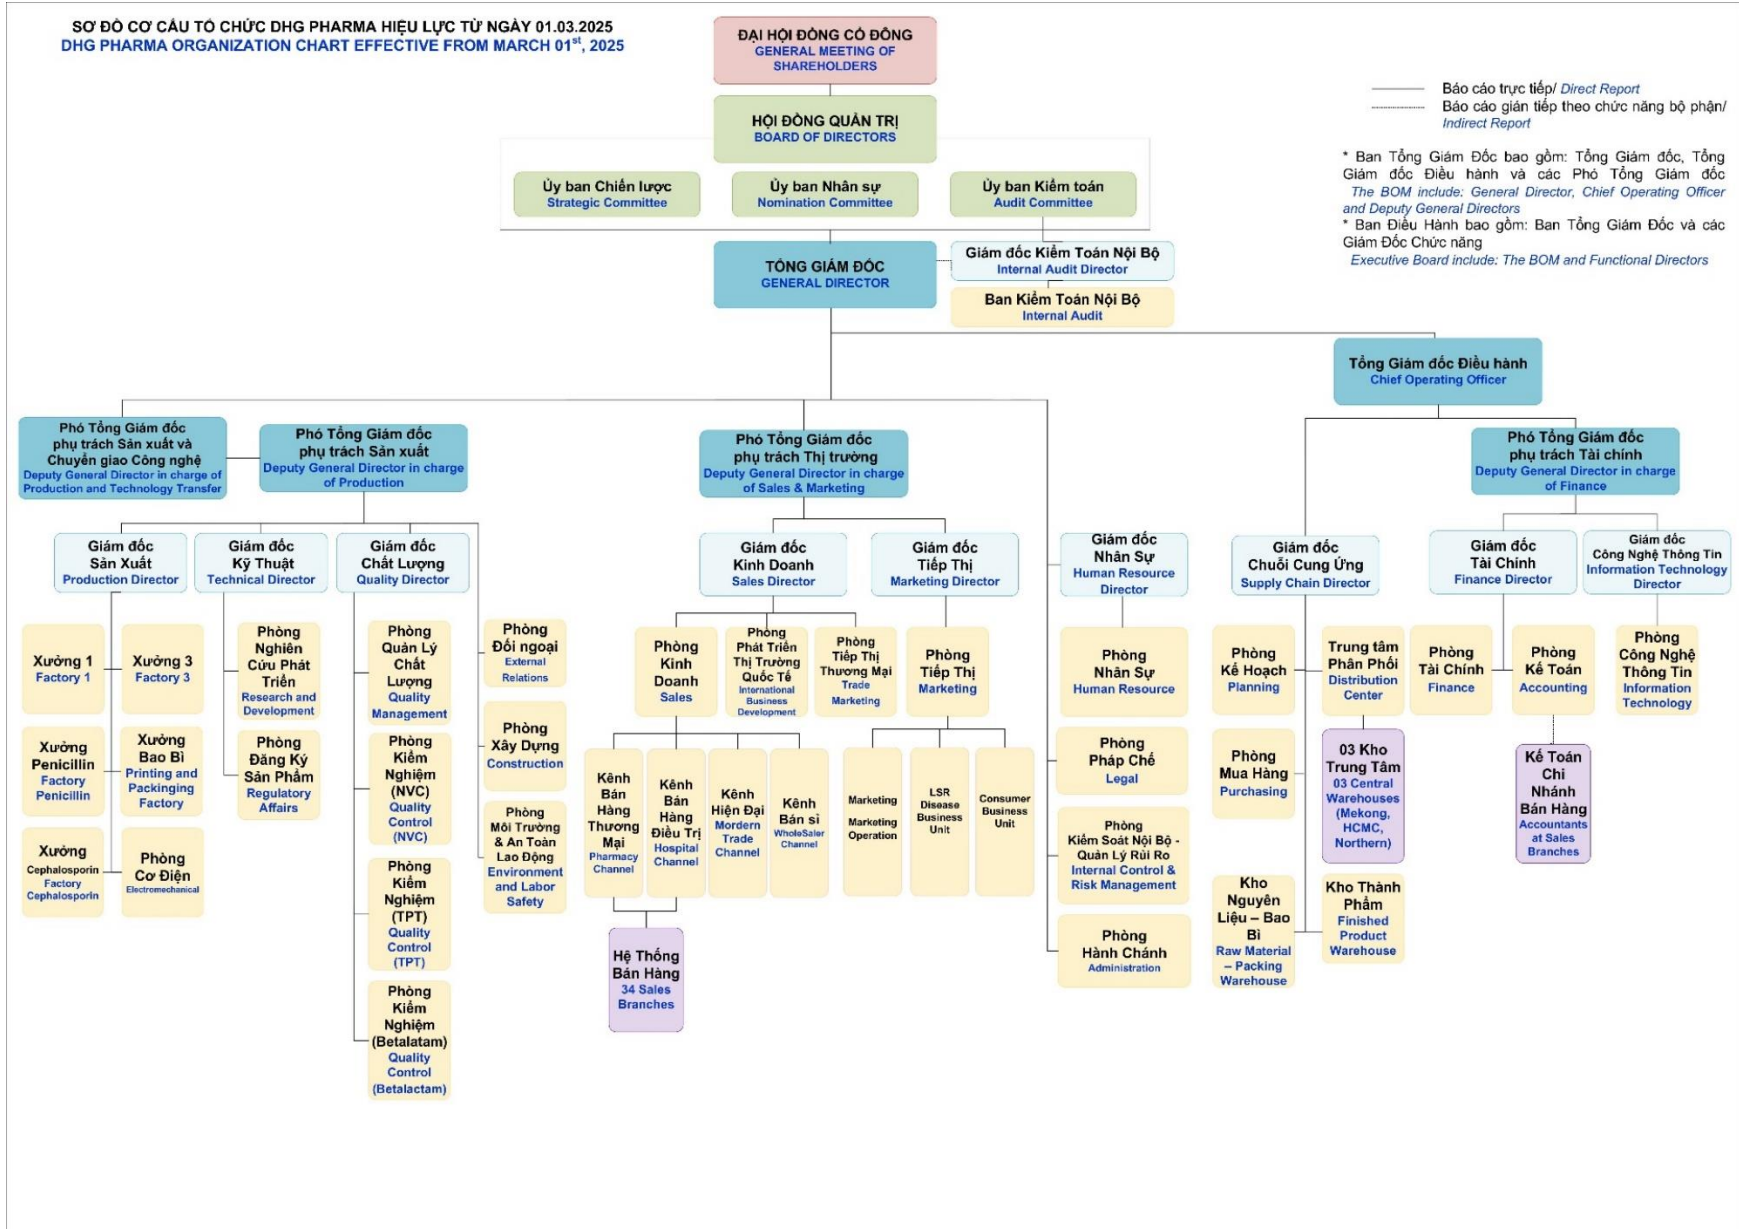 SƠ ĐỒ CƠ CẤU TỔ CHỨC DHG PHARMA HIỆU LỰC TỪ NGÀY 01.03.2025
DHG PHARMA ORGANIZATION CHART EFFECTIVE FROM MARCH 01st, 2025
ĐẠI HỘI ĐỒNG CỔ ĐÔNG
GENERAL MEETING OF
SHAREHOLDERS
Báo cáo trực tiếp/ Direct Report
Báo cáo gián tiếp theo chức năng bộ phận/
Indirect Report
HỘI ĐỒNG QUẢN TRỊ
BOARD OF DIRECTORS
* Ban Tổng Giám Đốc bao gồm: Tổng Giám đốc, Tổng
Giám đốc Điều hành và các Phó Tổng Giám đốc
The BOM include: General Director, Chief Operating Officer
and Deputy General Directors
* Ban Điều Hành bao gồm: Ban Tổng Giám Đốc và các
Giám Đốc Chức năng
Executive Board include: The BOM and Functional Directors
Ủy ban Chiến lược
Strategic Committee
Ủy ban Nhân sự
Nomination Committee
Ủy ban Kiểm toán
Audit Committee
TỔNG GIÁM ĐỐC
GENERAL DIRECTOR
Giám đốc Kiểm Toán Nội Bộ
Internal Audit Director
Ban Kiểm Toán Nội Bộ
Internal Audit
Tổng Giám đốc Điều hành
Chief Operating Officer
Phó Tổng Giám đốc
phụ trách Sản xuất và
Chuyển giao Công nghệ
Deputy General Director in charge of
Production and Technology Transfer
Phó Tổng Giám đốc
phụ trách Sản xuất
Deputy General Director in charge
of Production
Phó Tổng Giám đốc
phụ trách Thị trường
Deputy General Director in charge
of Sales & Marketing
Phó Tổng Giám đốc
phụ trách Tài chính
Deputy General Director in charge
of Finance
Giám đốc
Sản Xuất
Production Director
Giám đốc
Kỹ Thuật
Technical Director
Giám đốc
Chất Lượng
Quality Director
Giám đốc
Kinh Doanh
Sales Director
Giám đốc
Tiếp Thị
Marketing Director
Giám đốc
Nhân Sự
Human Resource
Director
Giám đốc
Chuỗi Cung Ứng
Supply Chain Director
Giám đốc
Tài Chính
Finance Director
Giám đốc
Công Nghệ Thông Tin
Information Technology
Director
Xưởng 1
Factory 1
Xưởng 3
Factory 3
Xưởng
Penicillin
Factory
Penicillin
Xưởng
Bao Bì
Printing and
Packinging
Factory
Xưởng
Cephalosporin
Factory
Cephalosporin
Phòng
Cơ Điện
Electromechanical
Phòng
Nghiên
Cứu Phát
Triển
Research and
Development
Phòng
Đăng Ký
Sản Phẩm
Regulatory
Affairs
Phòng
Quản Lý
Chất
Lượng
Quality
Management
Phòng
Kiểm
Nghiệm
(NVC)
Quality
Control
(NVC)
Phòng
Kiểm
Nghiệm
(TPT)
Quality
Control
(TPT)
Phòng
Kiểm
Nghiệm
(Betalatam)
Quality
Control
(Betalactam)
Phòng
Đối ngoại
External
Relations
Phòng
Xây Dựng
Construction
Phòng
Môi Trường
& An Toàn
Lao Động
Environment
and Labor
Safety
Phòng
Kinh
Doanh
Sales
Phòng
Phát Triển
Thị Trường
Quốc Tế
International
Business
Development
Phòng
Tiếp Thị
Thương Mại
Trade
Marketing
Phòng
Tiếp Thị
Marketing
Kênh
Bán
Hàng
Thương
Mại
Pharmacy
Channel
Kênh
Bán
Hàng
Điều Trị
Hospital
Channel
Kênh
Hiện Đại
Mordern
Trade
Channel
Kênh
Bán sỉ
WholeSaler
Channel
Marketing
Marketing
Operation
LSR
Disease
Business
Unit
Consumer
Business
Unit
Hệ Thống
Bán Hàng
34 Sales
Branches
Phòng
Nhân Sự
Human Resource
Phòng
Pháp Chế
Legal
Phòng
Kiểm Soát Nội Bộ -
Quản Lý Rủi Ro
Internal Control &
Risk Management
Phòng
Hành Chánh
Administration
Phòng
Kế Hoạch
Planning
Trung tâm
Phân Phối
Distribution
Center
Phòng
Mua Hàng
Purchasing
03 Kho
Trung Tâm
03 Central
Warehouses
(Mekong,
HCMC,
Northern)
Kho
Nguyên
Liệu – Bao
Bì
Raw Material
– Packing
Warehouse
Kho Thành
Phẩm
Finished
Product
Warehouse
Phòng
Tài Chính
Finance
Phòng
Kế Toán
Accounting
Kế Toán
Chi
Nhánh
Bán Hàng
Accountants
at Sales
Branches
Phòng
Công Nghệ
Thông Tin
Information
Technology